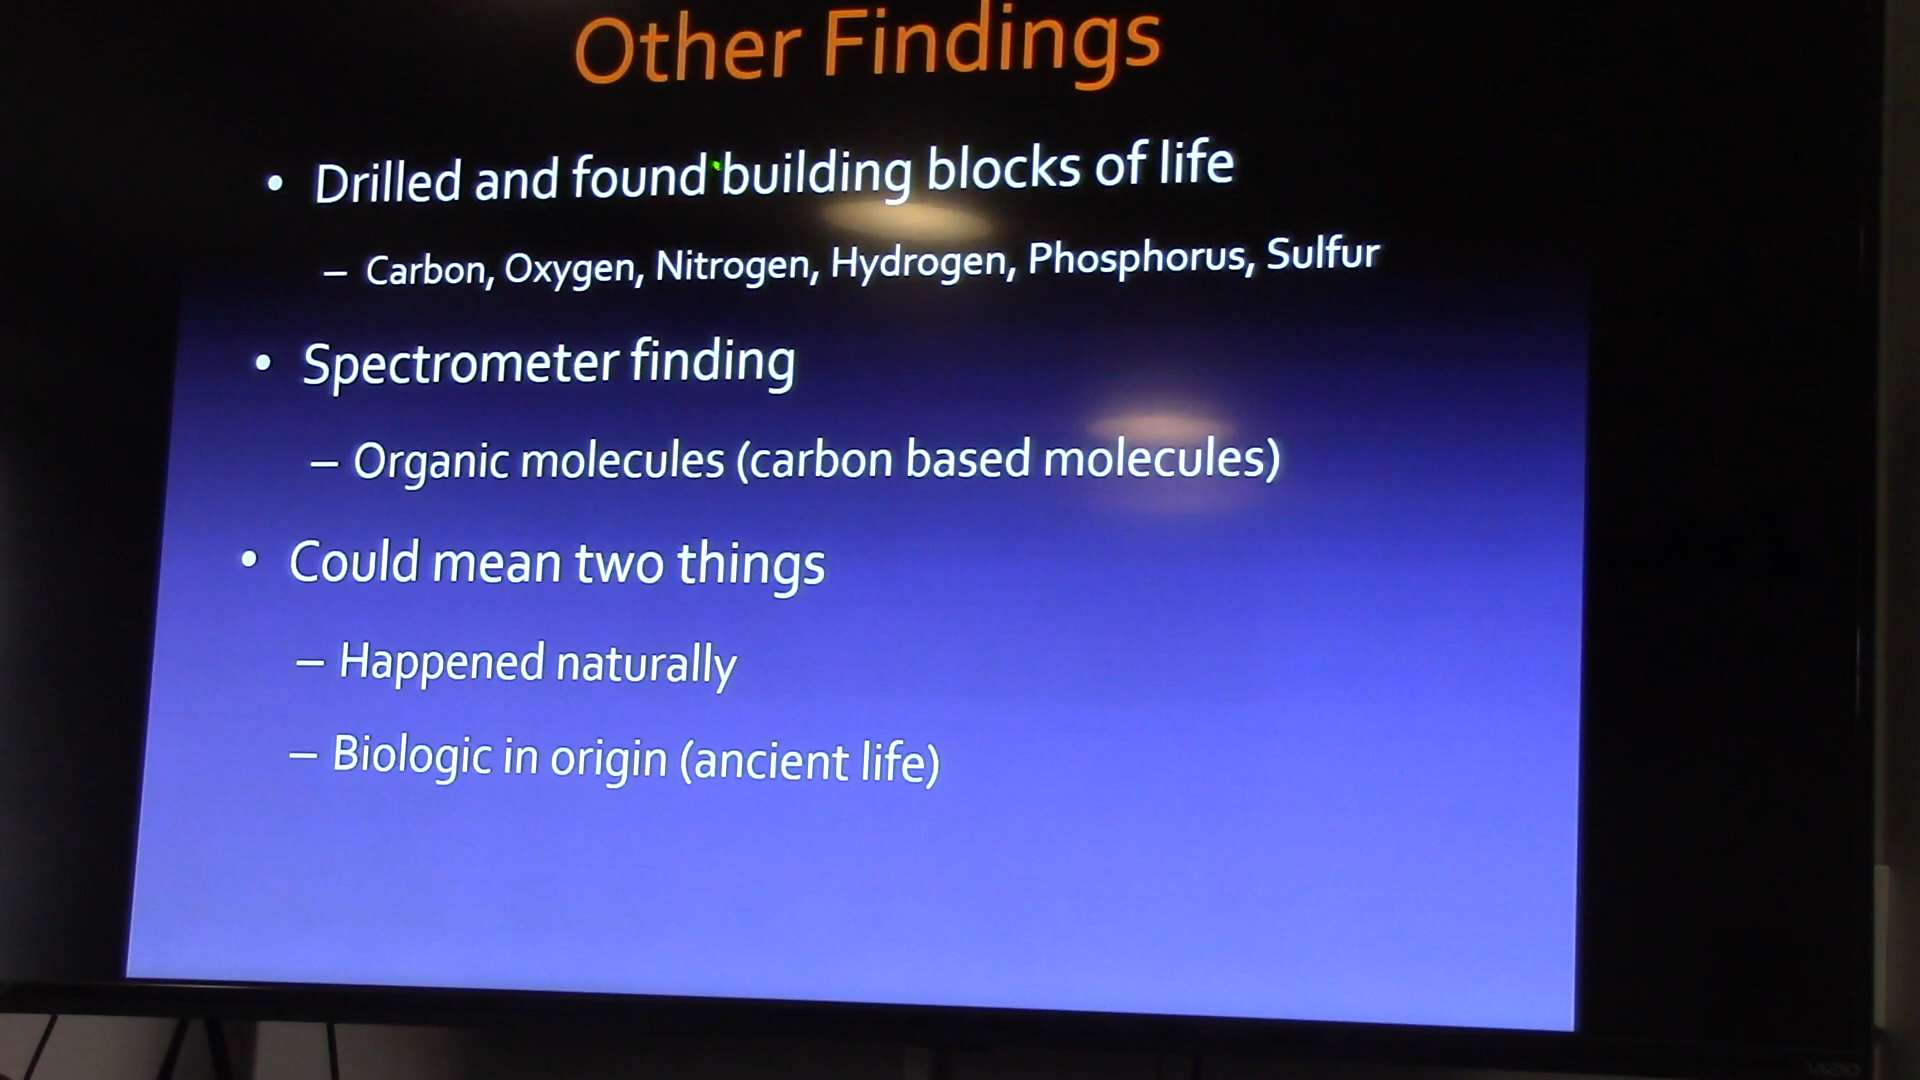 Other Findings
• Drilled and found building blocks of life
– Carbon, Oxygen, Nitrogen, Hydrogen, Phosphorus, Sulfur
• Spectrometer finding
– Organic molecules (carbon based molecules)
• Could mean two things
– Happened naturally
– Biologic in origin (ancient life)
VIZIO